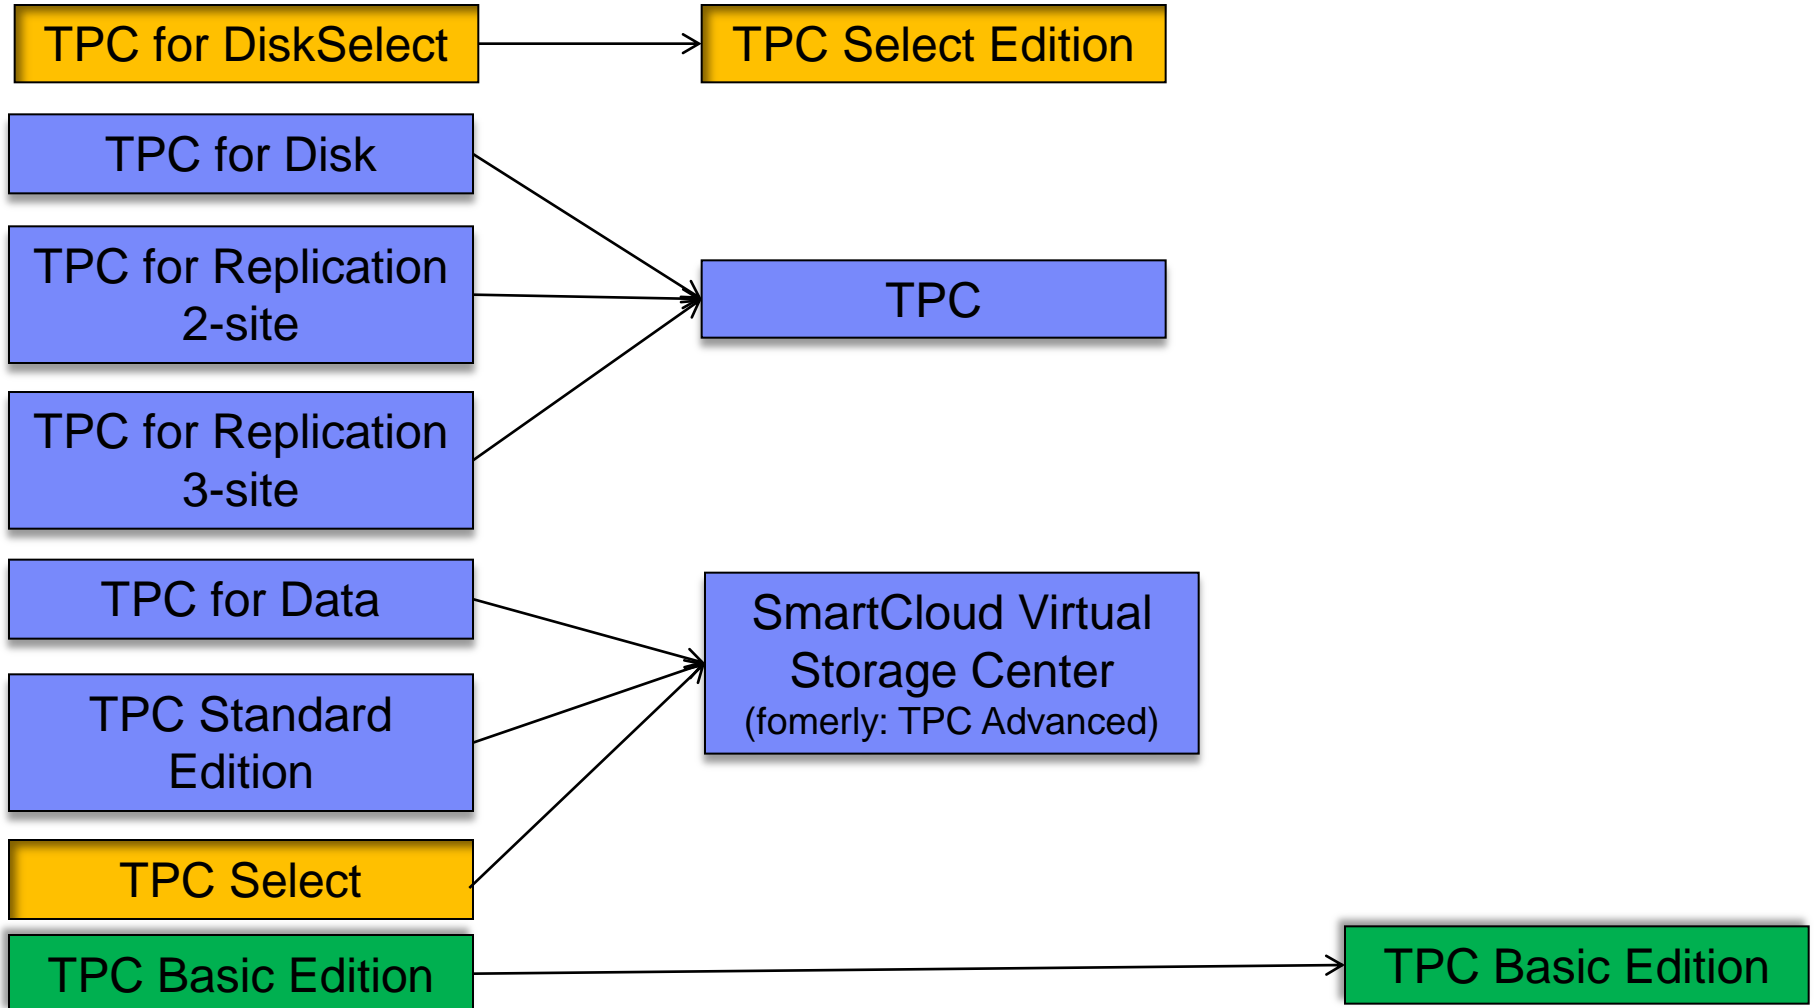 TPC for DiskSelect
TPC Select Edition
TPC for Disk
TPC for Replication
2-site
TPC
TPC for Replication
3-site
TPC for Data
SmartCloud Virtual
Storage Center
(fomerly: TPC Advanced)
TPC Standard
Edition
TPC Select
TPC Basic Edition
TPC Basic Edition